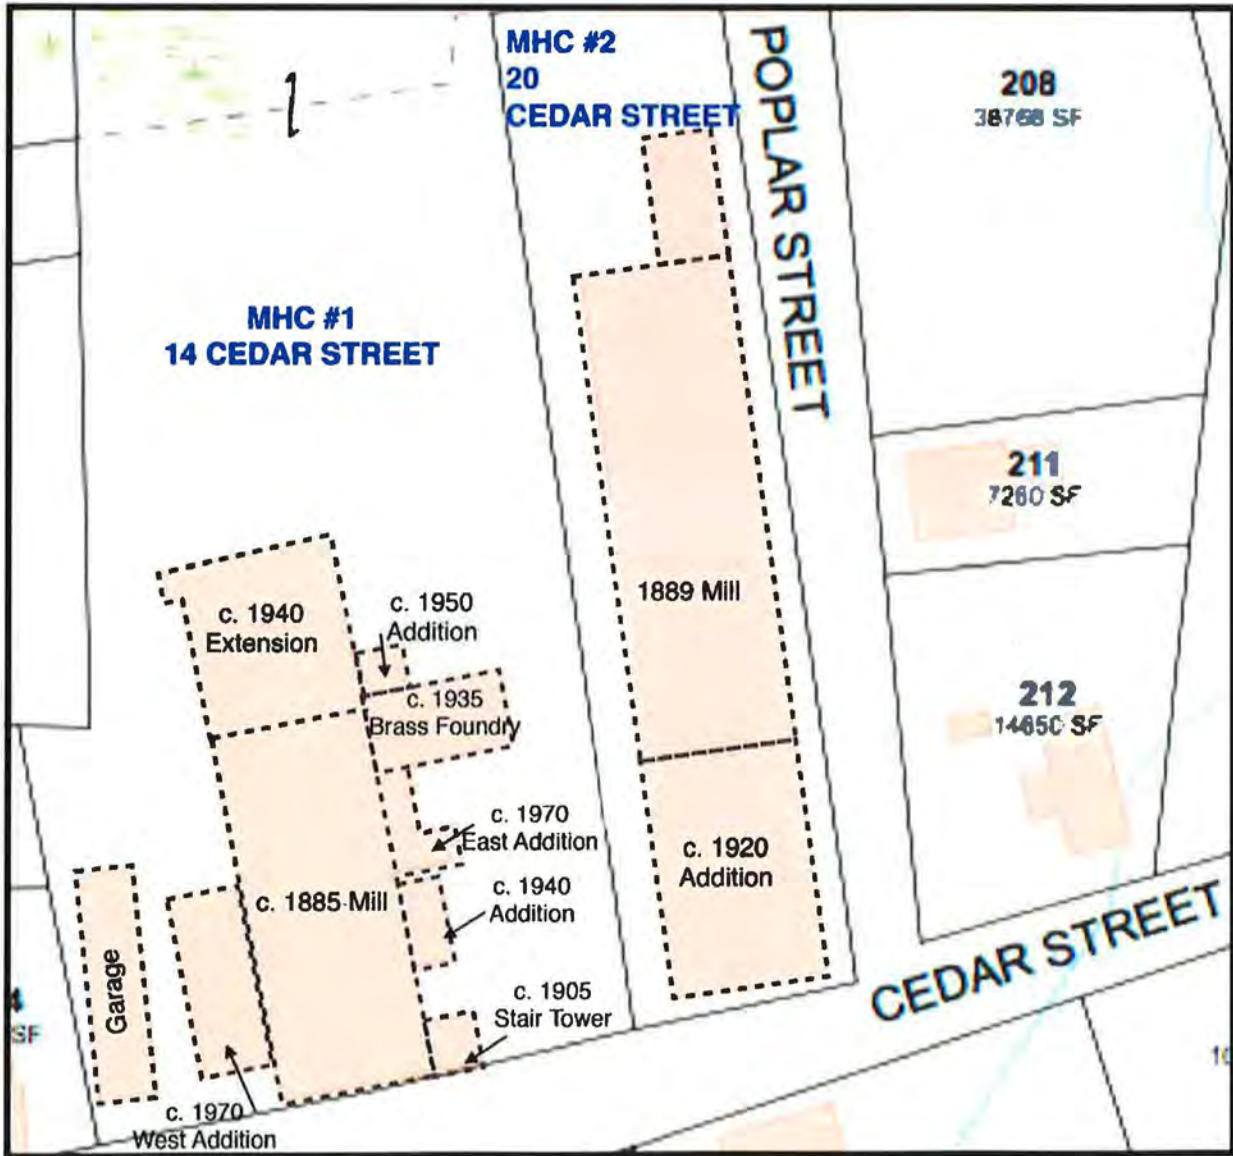 MHC #2
20
CEDAR STREET
POPLAR STREET
208
38768 SF
1
MHC #1
14 CEDAR STREET
211
7260 SF
c. 1940
Extension
c. 1950
Addition
1889 Mill
c. 1935
Brass Foundry
212
14650 SF
c. 1970
East Addition
c. 1920
Addition
c. 1885 Mill
c. 1940
Addition
Garage
c. 1905
Stair Tower
CEDAR STREET
SF
c. 1970
West Addition